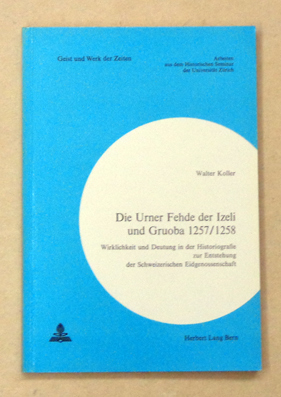 Geist und Werk der Zeiten
Arbeiten
aus dem Historischen Seminar
der Universität Zürich
Walter Koller
Die Urner Fehde der Izeli
und Gruoba 1257/1258
Wirklichkeit und Deutung in der Historiografie
zur Entstehung
der Schweizerischen Eidgenossenschaft
Herbert Lang Bern